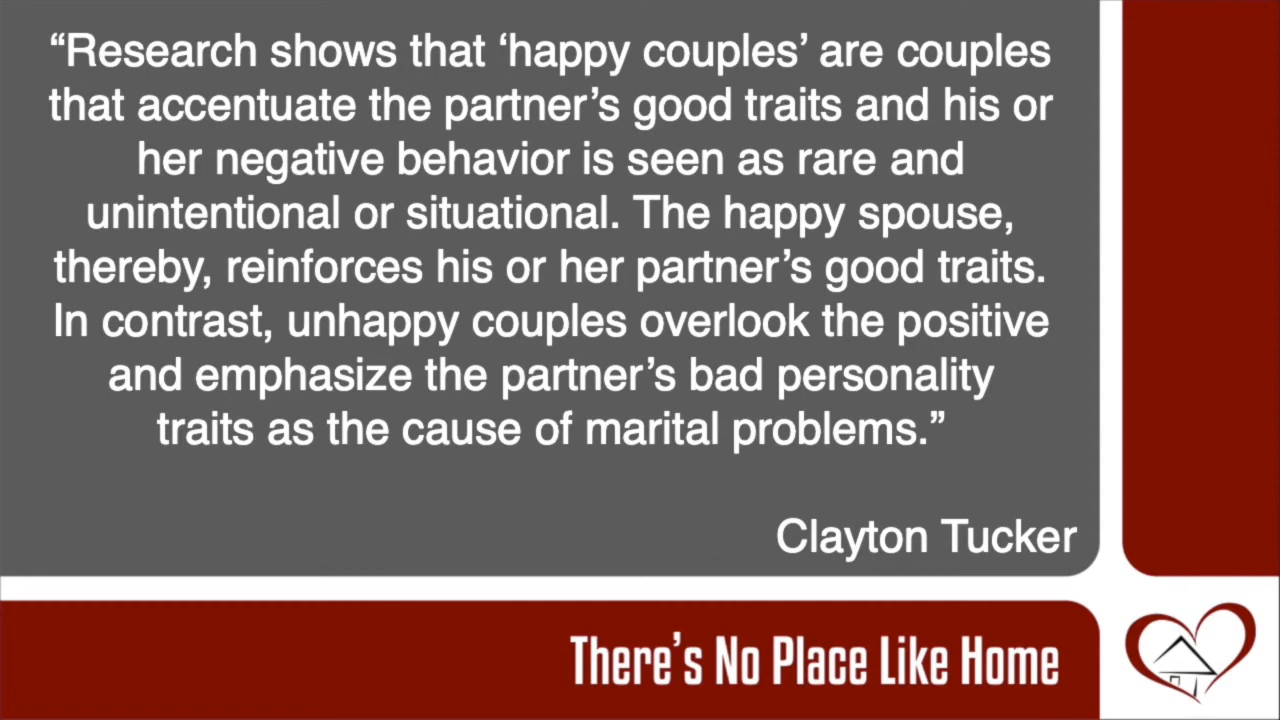 “Research shows that ‘happy couples’ are couples
that accentuate the partner’s good traits and his or
her negative behavior is seen as rare and
unintentional or situational. The happy spouse,
thereby, reinforces his or her partner’s good traits.
In contrast, unhappy couples overlook the positive
and emphasize the partner’s bad personality
traits as the cause of marital problems.”
Clayton Tucker
There’s No Place Like Home